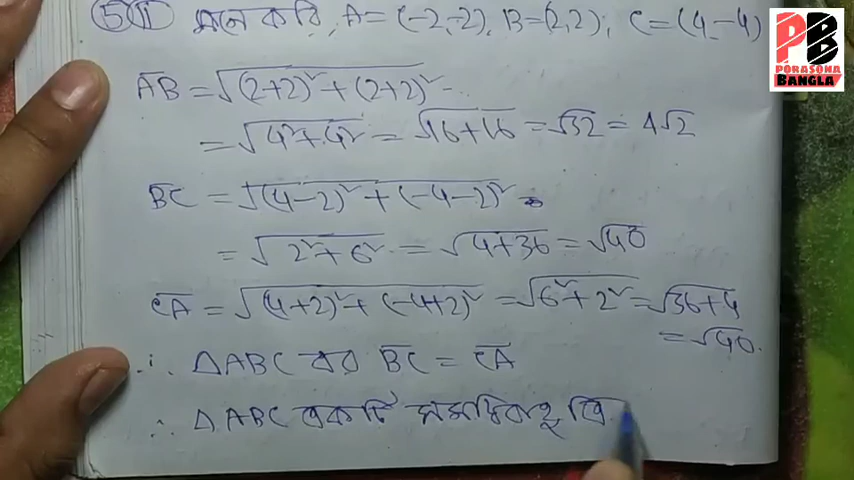 5 ii মনে করি, A = (-2,-2), B = (2,2), C = (4-4)
PB
PORASONA
BANGLA
AB = √(2+2)² + (2+2)²
= √4²+4² = √16+16 = √32 = 4√2
BC = √(4-2)² + (-4-2)²
= √2²+6² = √4+36 = √40
CA = √(4+2)² + (-4+2)² = √6²+2² = √36+4
= √40.
∴ △ABC এর BC = CA
∴ △ABC একটি সমদ্বিবাহু ত্রি